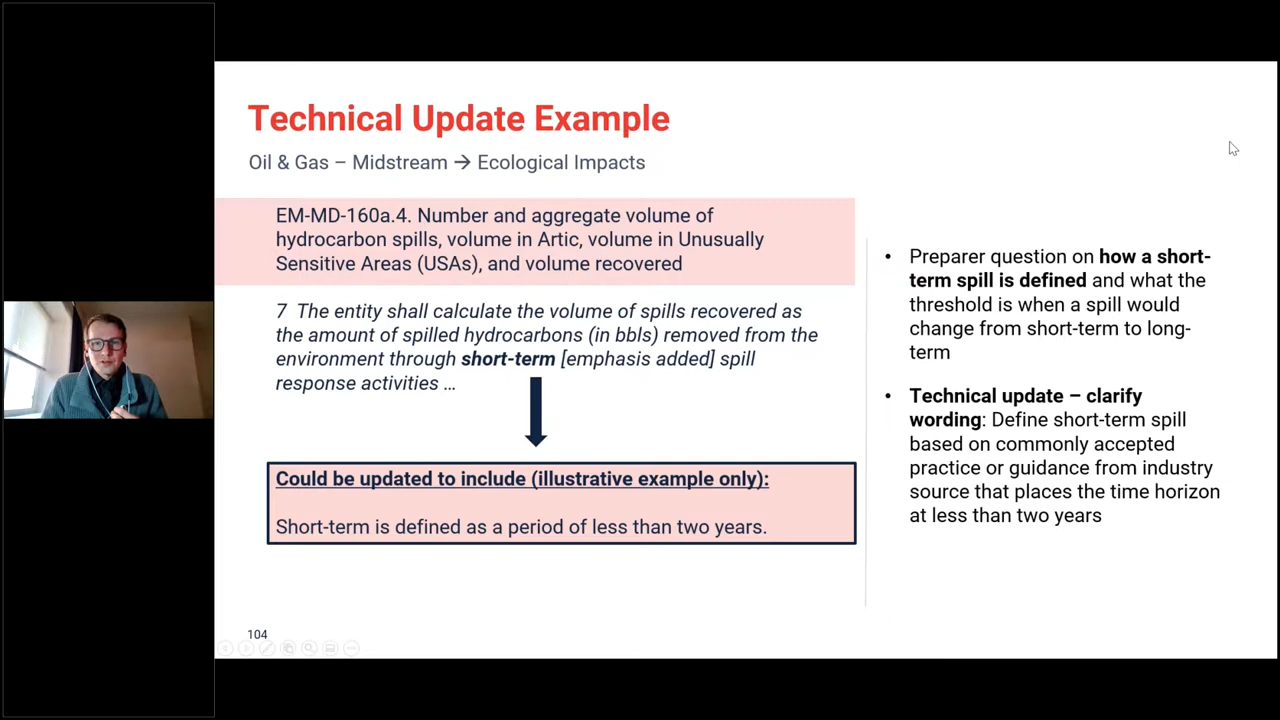 Technical Update Example
Oil & Gas – Midstream → Ecological Impacts
EM-MD-160a.4. Number and aggregate volume of
hydrocarbon spills, volume in Artic, volume in Unusually
Sensitive Areas (USAs), and volume recovered
7 The entity shall calculate the volume of spills recovered as
the amount of spilled hydrocarbons (in bbls) removed from the
environment through short-term [emphasis added] spill
response activities …
Could be updated to include (illustrative example only):
Short-term is defined as a period of less than two years.
• Preparer question on how a short-
term spill is defined and what the
threshold is when a spill would
change from short-term to long-
term
• Technical update – clarify
wording: Define short-term spill
based on commonly accepted
practice or guidance from industry
source that places the time horizon
at less than two years
104